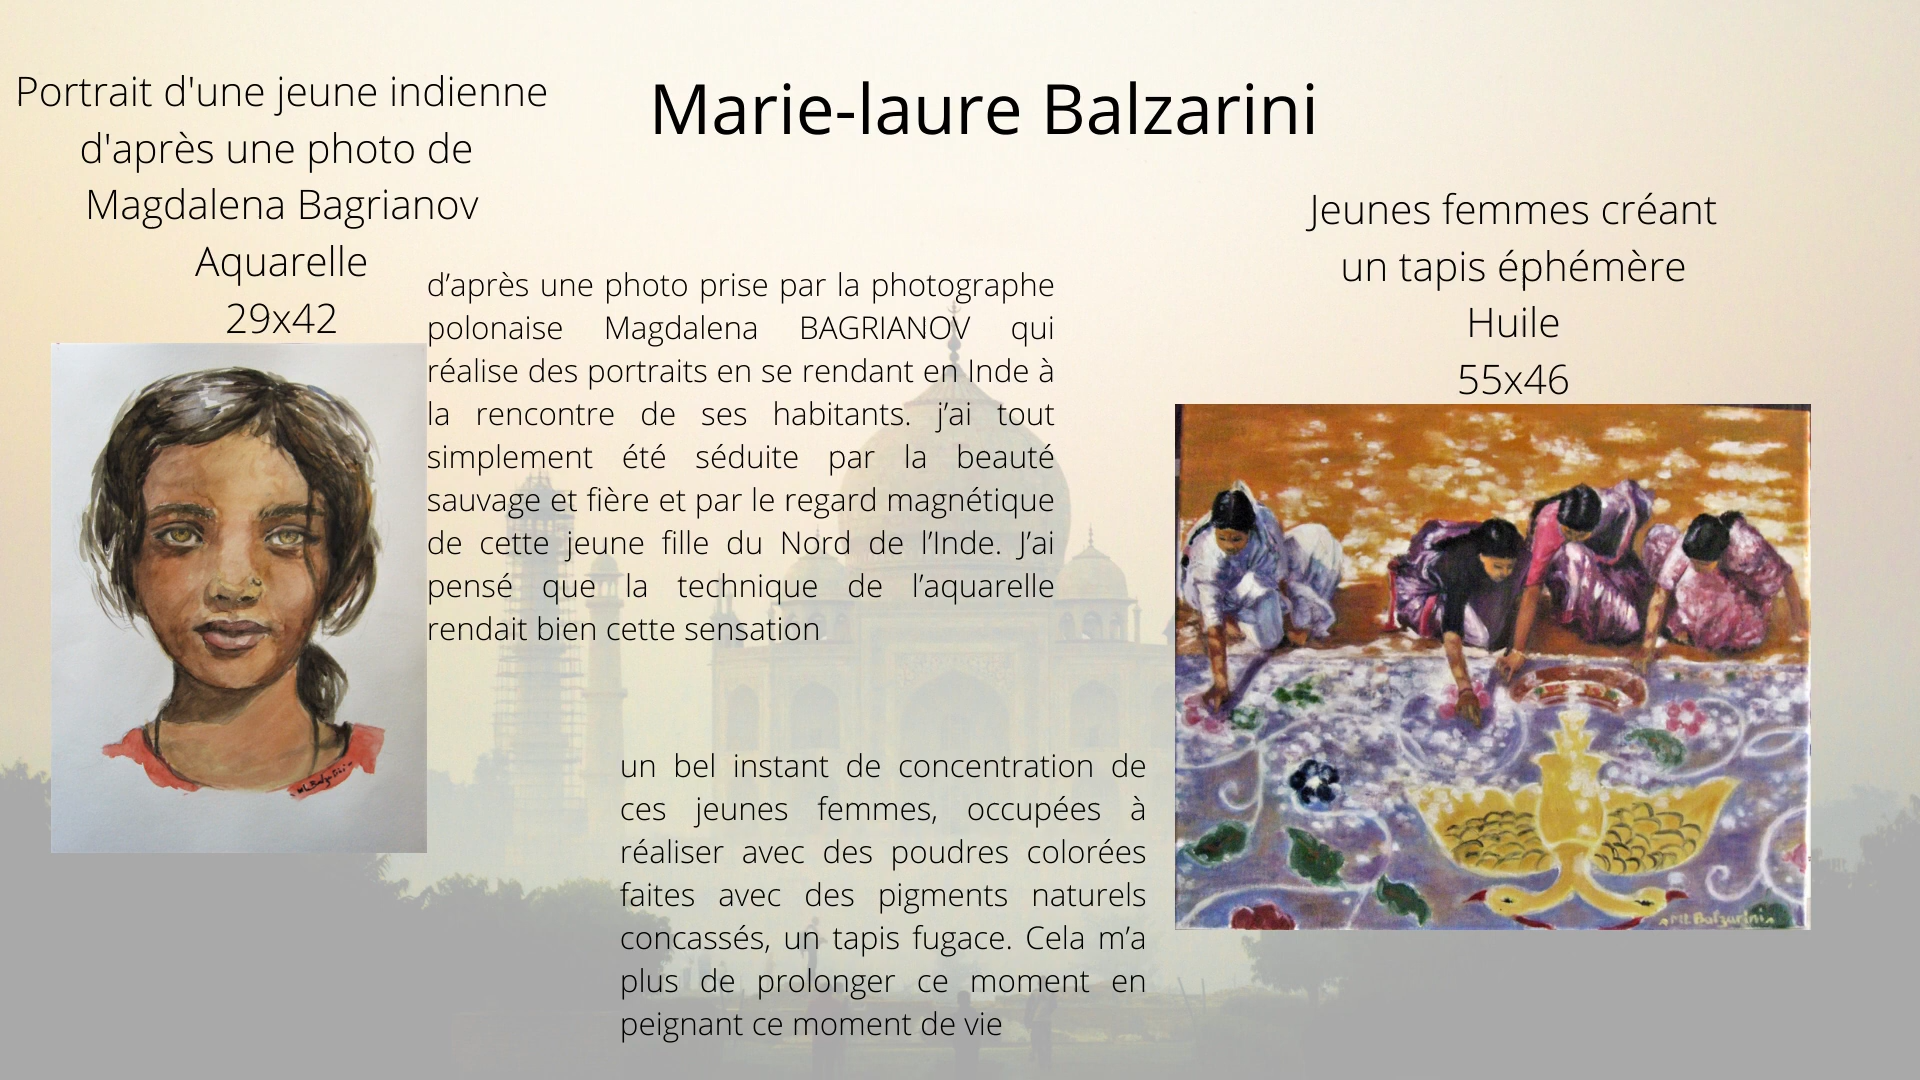 Marie-laure Balzarini
Portrait d'une jeune indienne
d'après une photo de
Magdalena Bagrianov
Aquarelle
29x42
d’après une photo prise par la photographe
polonaise Magdalena BAGRIANOV qui
réalise des portraits en se rendant en Inde à
la rencontre de ses habitants. j’ai tout
simplement été séduite par la beauté
sauvage et fière et par le regard magnétique
de cette jeune fille du Nord de l’Inde. J’ai
pensé que la technique de l’aquarelle
rendait bien cette sensation
Jeunes femmes créant
un tapis éphémère
Huile
55x46
un bel instant de concentration de
ces jeunes femmes, occupées à
réaliser avec des poudres colorées
faites avec des pigments naturels
concassés, un tapis fugace. Cela m’a
plus de prolonger ce moment en
peignant ce moment de vie
ML Balzarini
ML Balzarini